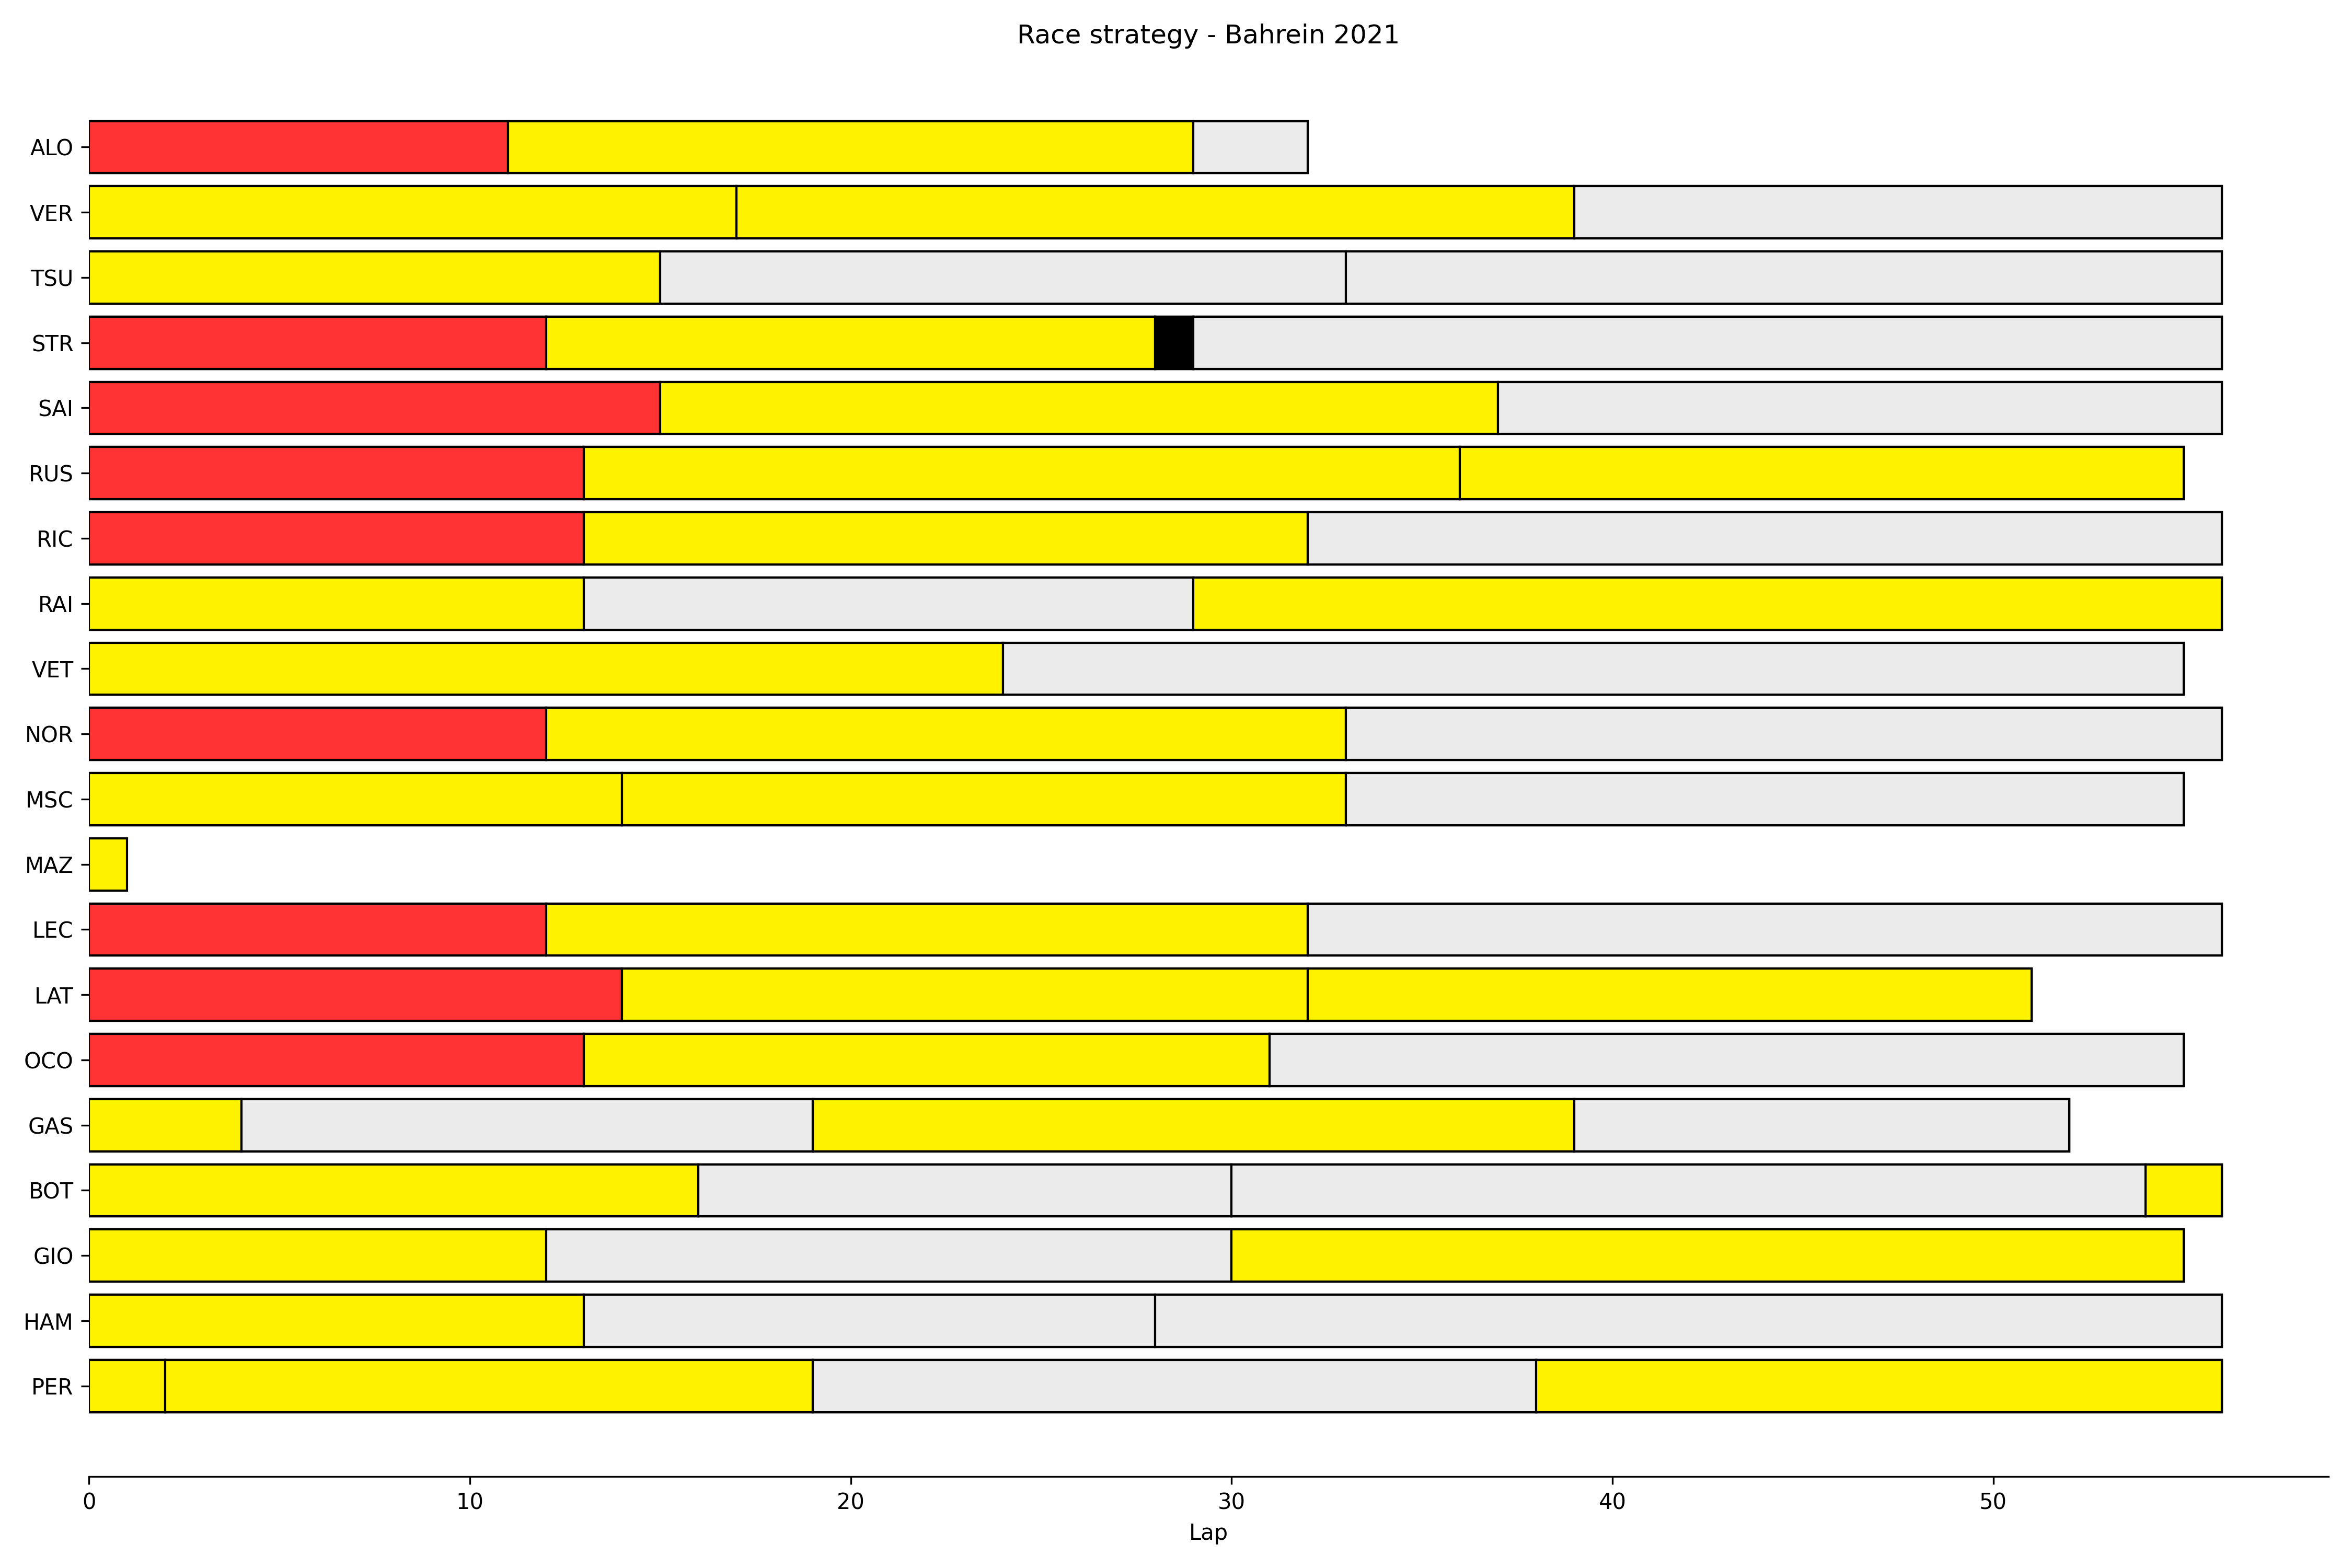 Race strategy - Bahrein 2021
ALO
VER
TSU
STR
SAI
RUS
RIC
RAI
VET
NOR
MSC
MAZ
LEC
LAT
OCO
GAS
BOT
GIO
HAM
PER
0 10 20 30 40 50
Lap